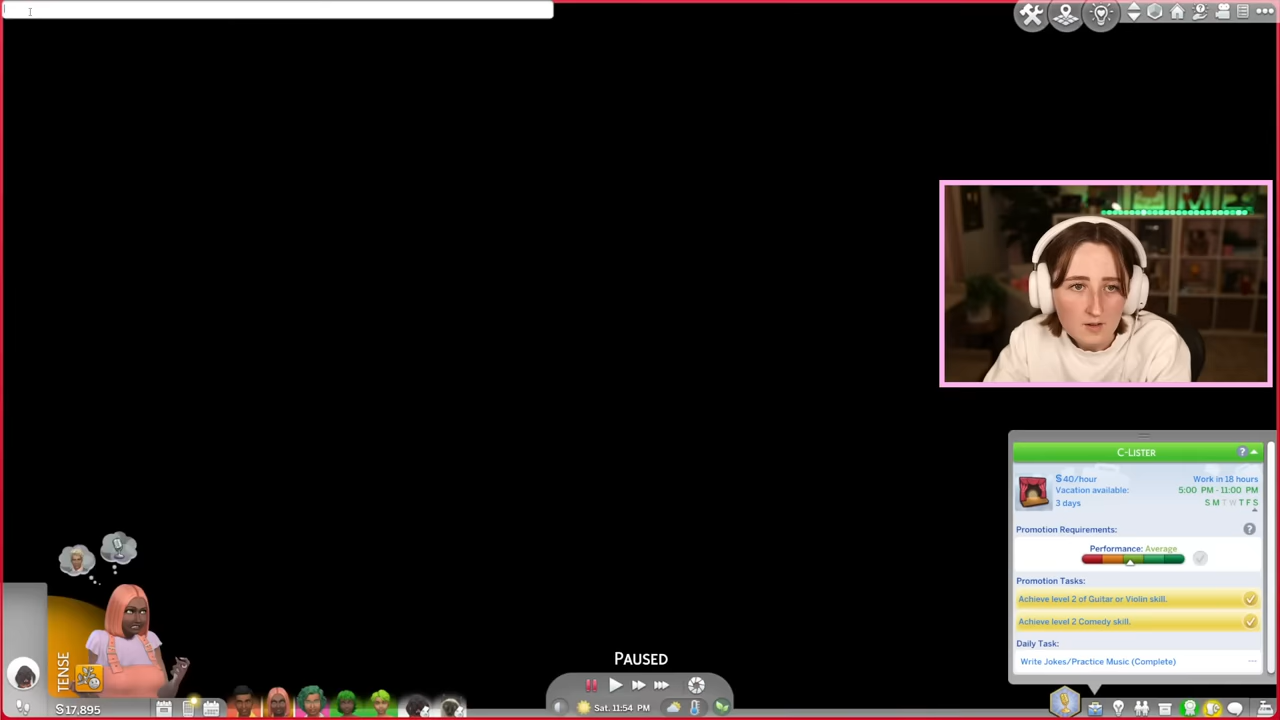 C-LISTER
$40/hour
Work in 18 hours
Vacation available:
5:00 PM - 11:00 PM
3 days
S M T W T F S
Promotion Requirements:
Performance: Average
Promotion Tasks:
Achieve level 2 of Guitar or Violin skill.
Achieve level 2 Comedy skill.
Daily Task:
Write Jokes/Practice Music (Complete)
PAUSED
TENSE
$17,895
Sat. 11:54 PM